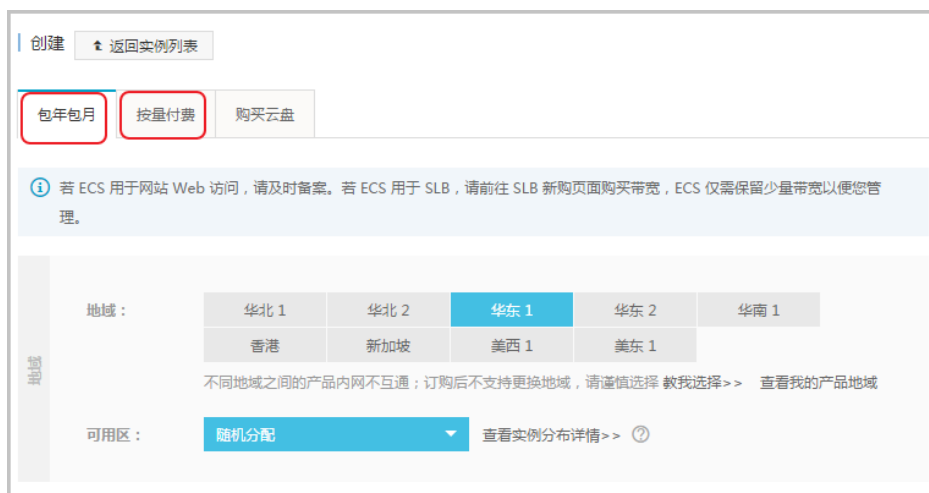 创建 返回实例列表
包年包月 按量付费 购买云盘
若 ECS 用于网站 Web 访问，请及时备案。若 ECS 用于 SLB，请前往 SLB 新购页面购买带宽，ECS 仅需保留少量带宽以便您管
理。
地域
地域： 华北 1 华北 2 华东 1 华东 2 华南 1
香港 新加坡 美西 1 美东 1
不同地域之间的产品内网不互通；订购后不支持更换地域，请谨慎选择 教我选择>> 查看我的产品地域
可用区： 随机分配 查看实例分布详情>> ?